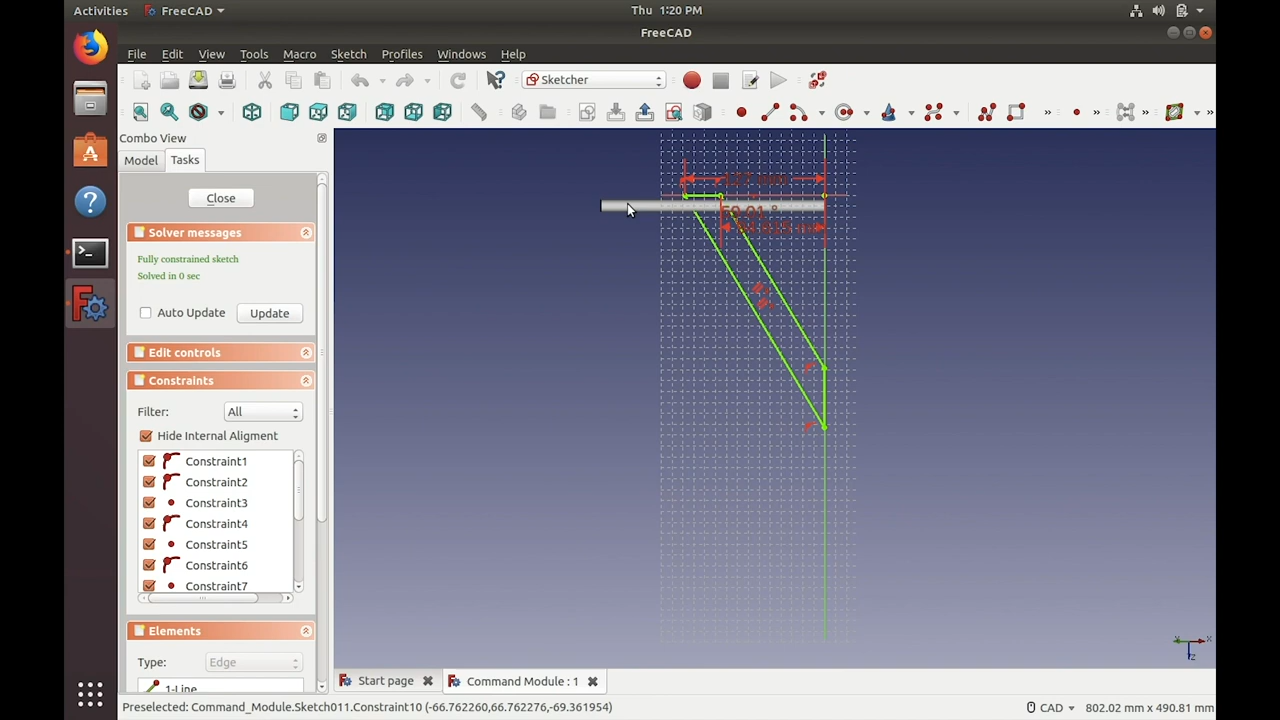 Activities FreeCAD Thu 1:20 PM
FreeCAD
File Edit View Tools Macro Sketch Profiles Windows Help
Sketcher
Combo View
Model Tasks
Close
Solver messages
Fully constrained sketch
Solved in 0 sec
Auto Update Update
Edit controls
Constraints
Filter: All
Hide Internal Aligment
Constraint1
Constraint2
Constraint3
Constraint4
Constraint5
Constraint6
Constraint7
Elements
Type: Edge
1-Line
Start page Command Module : 1
Preselected: Command_Module.Sketch011.Constraint10 (-66.762260,66.762276,-69.361954) CAD 802.02 mm x 490.81 mm